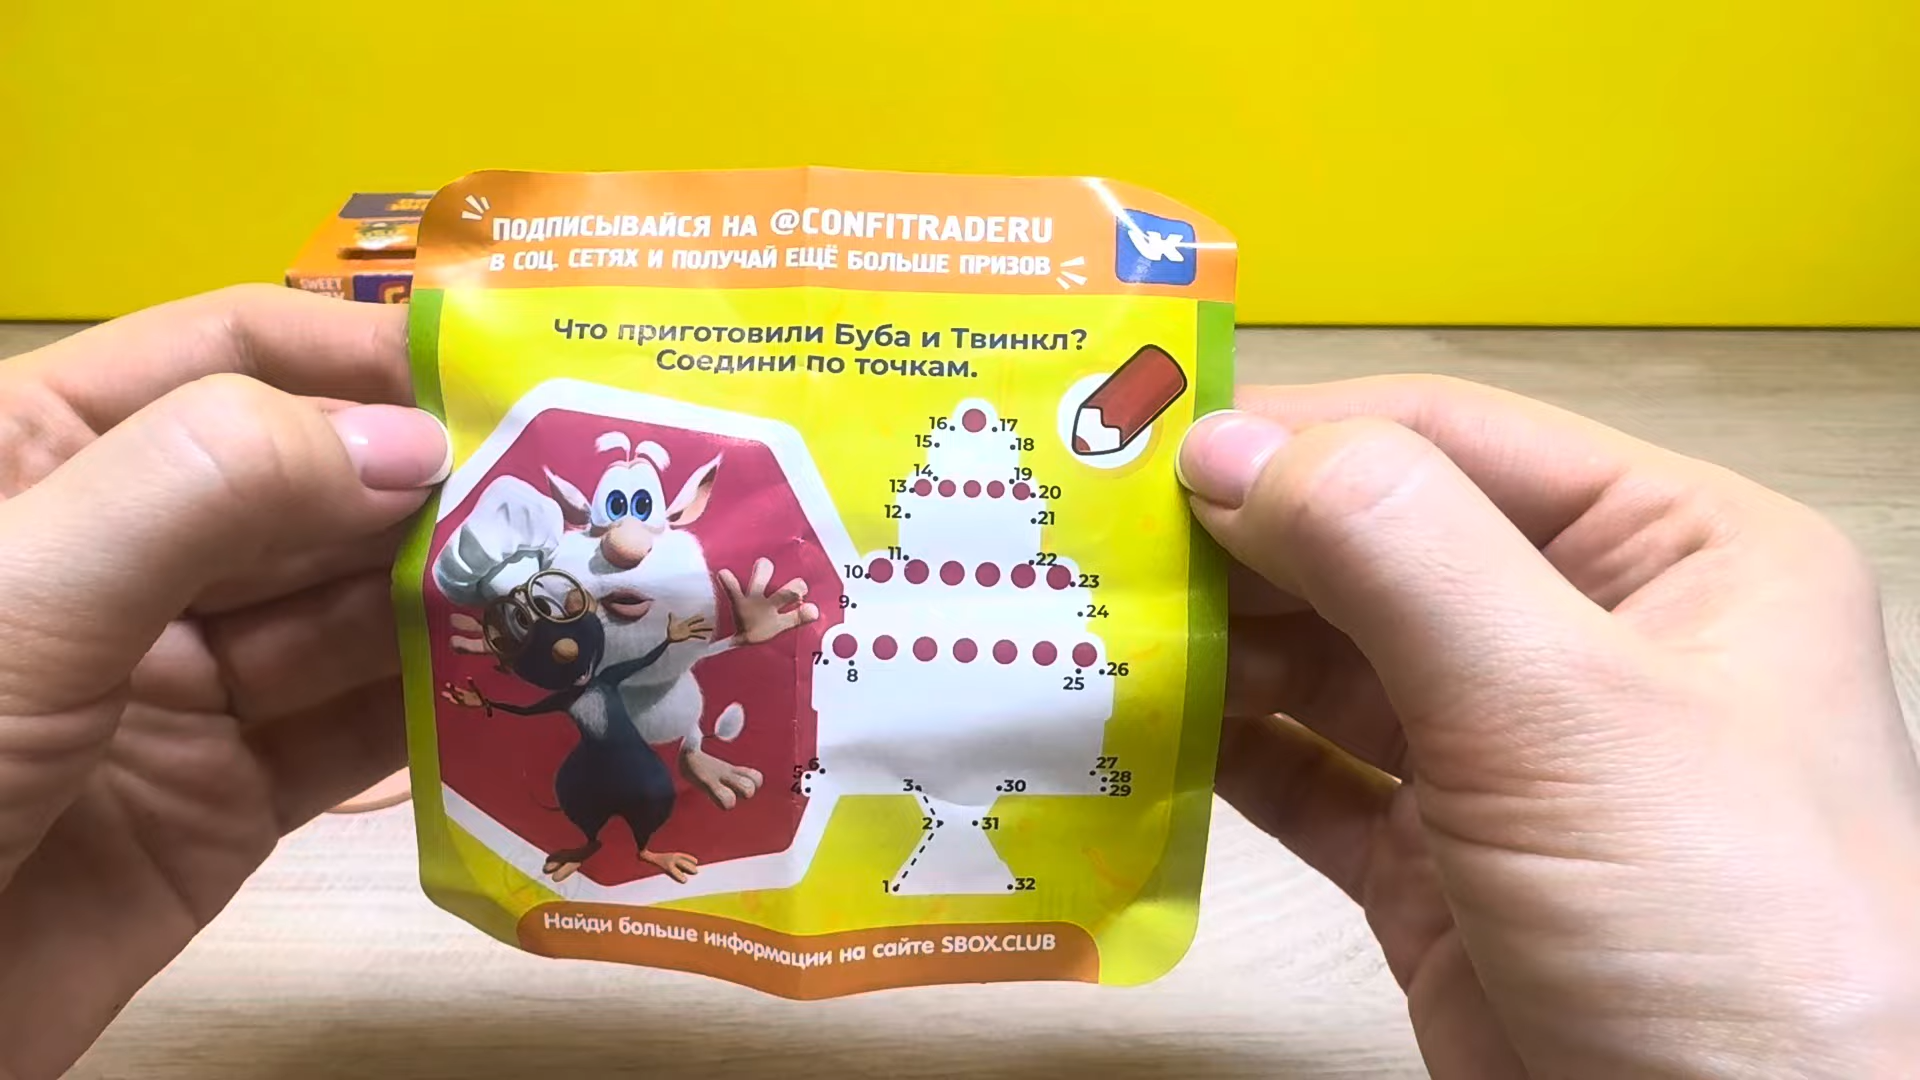 ПОДПИСЫВАЙСЯ НА @CONFITRADERU
В СОЦ. СЕТЯХ И ПОЛУЧАЙ ЕЩЁ БОЛЬШЕ ПРИЗОВ
Что приготовили Буба и Твинкл?
Соедини по точкам.
16. .17
15. .18
14. .19
13. .20
12. .21
11. .22
10. .23
9. .24
7. .26
8 25
6 27
5. .28
4. .29
3. .30
2. .31
1. .32
Найди больше информации на сайте SBOX.CLUB
SWEET